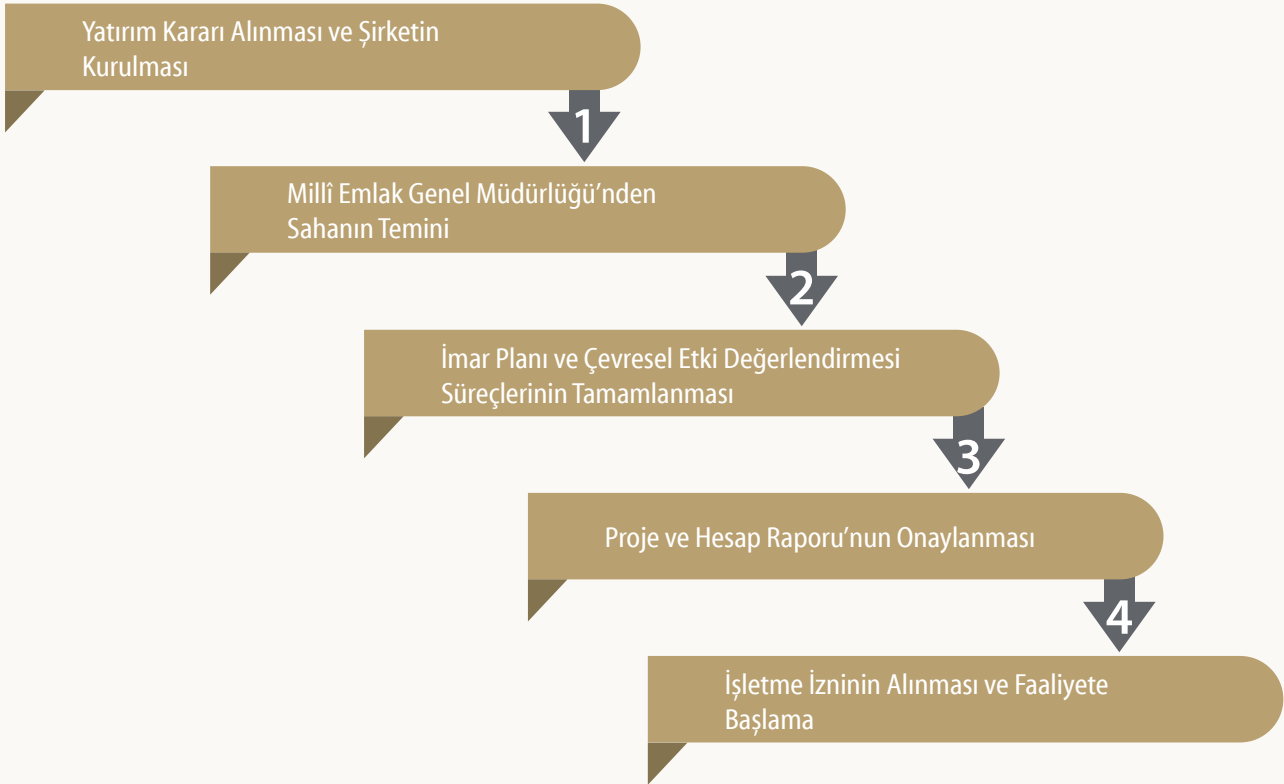 Yatırım Kararı Alınması ve Şirketin
Kurulması
1
Millî Emlak Genel Müdürlüğü’nden
Sahanın Temini
2
İmar Planı ve Çevresel Etki Değerlendirmesi
Süreçlerinin Tamamlanması
3
Proje ve Hesap Raporu’nun Onaylanması
4
İşletme İzninin Alınması ve Faaliyete
Başlama